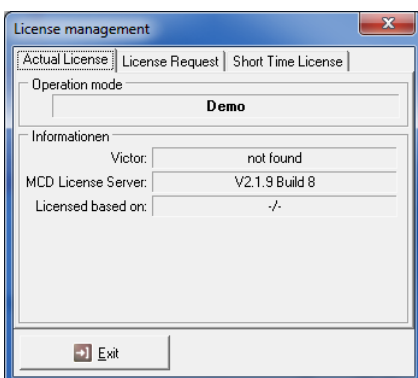 License management
Actual License License Request Short Time License
Operation mode
Demo
Informationen
Victor: not found
MCD License Server: V2.1.9 Build 8
Licensed based on: -/-
Exit